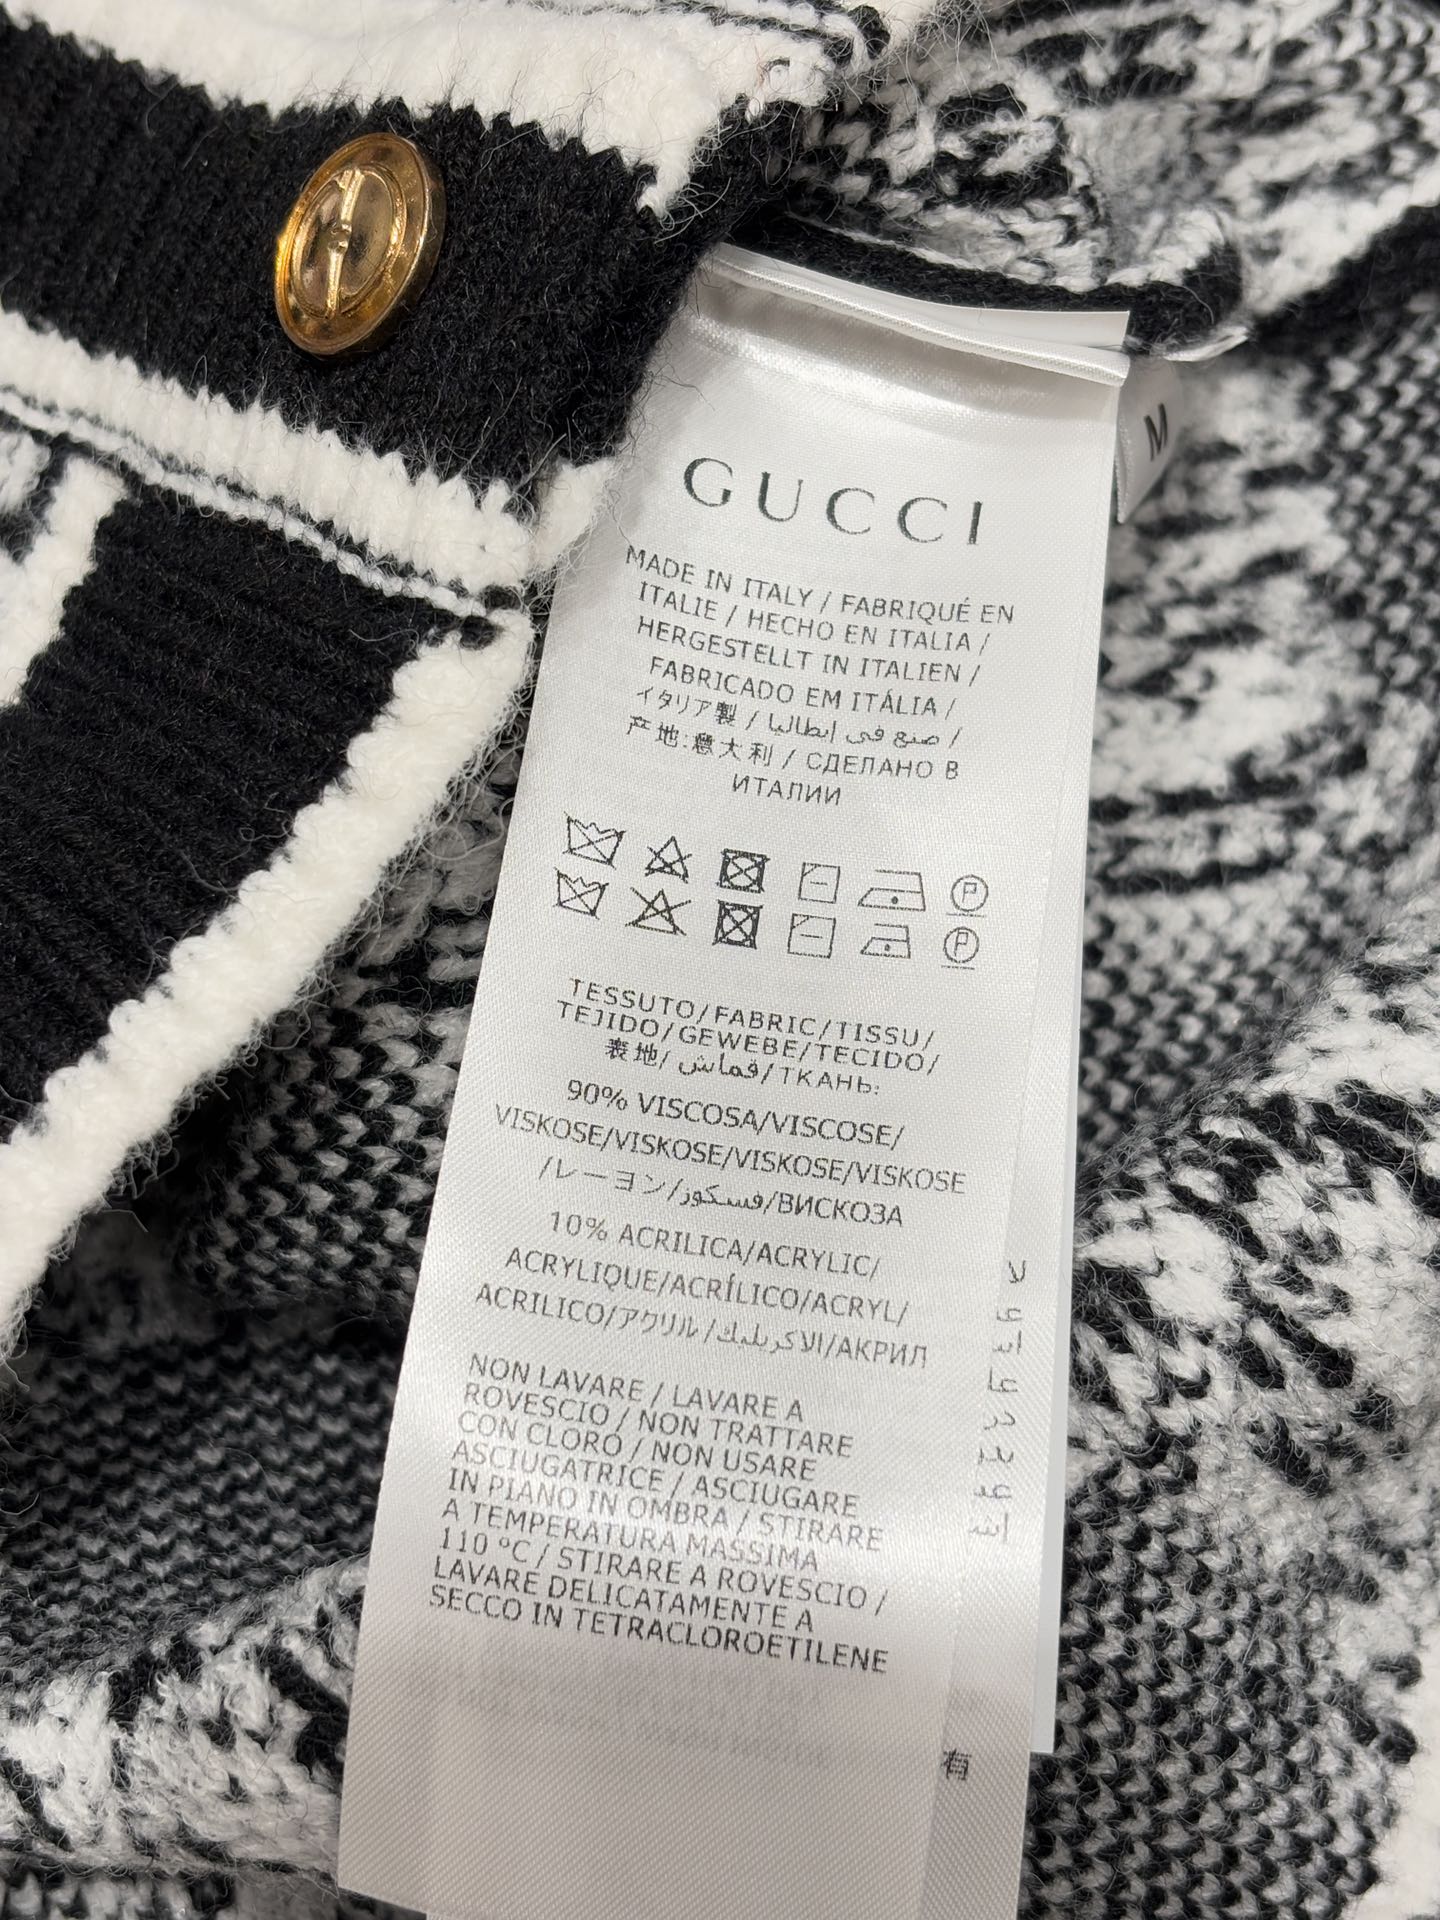 M
GUCCI
MADE IN ITALY / FABRIQUÉ EN
ITALIE / HECHO EN ITALIA /
HERGESTELLT IN ITALIEN /
FABRICADO EM ITÁLIA /
イタリア製 / صنع في إيطاليا /
产地:意大利 / СДЕЛАНО В
ИТАЛИИ
P
P
TESSUTO/FABRIC/TISSU/
TEJIDO/GEWEBE/TECIDO/
表地/قماش/ТКАНЬ:
90% VISCOSA/VISCOSE/
VISKOSE/VISKOSE/VISKOSE/VISKOSE
/レーヨン/فسكوز/ВИСКОЗА
10% ACRILICA/ACRYLIC/
ACRYLIQUE/ACRÍLICO/ACRYL/
ACRILICO/アクリル/الاكريليك/АКРИЛ
NON LAVARE / LAVARE A
ROVESCIO / NON TRATTARE
CON CLORO / NON USARE
ASCIUGATRICE / ASCIUGARE
IN PIANO IN OMBRA / STIRARE
A TEMPERATURA MASSIMA
110 °C / STIRARE A ROVESCIO /
LAVARE DELICATAMENTE A
SECCO IN TETRACLOROETILENE